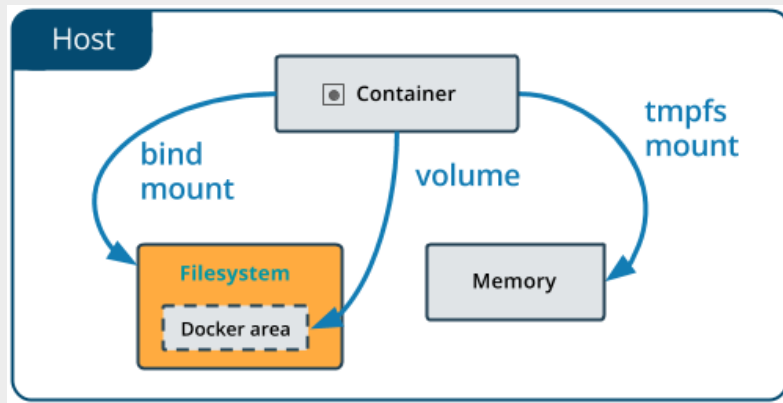 Host
Container
bind
mount
volume
tmpfs
mount
Filesystem
Docker area
Memory